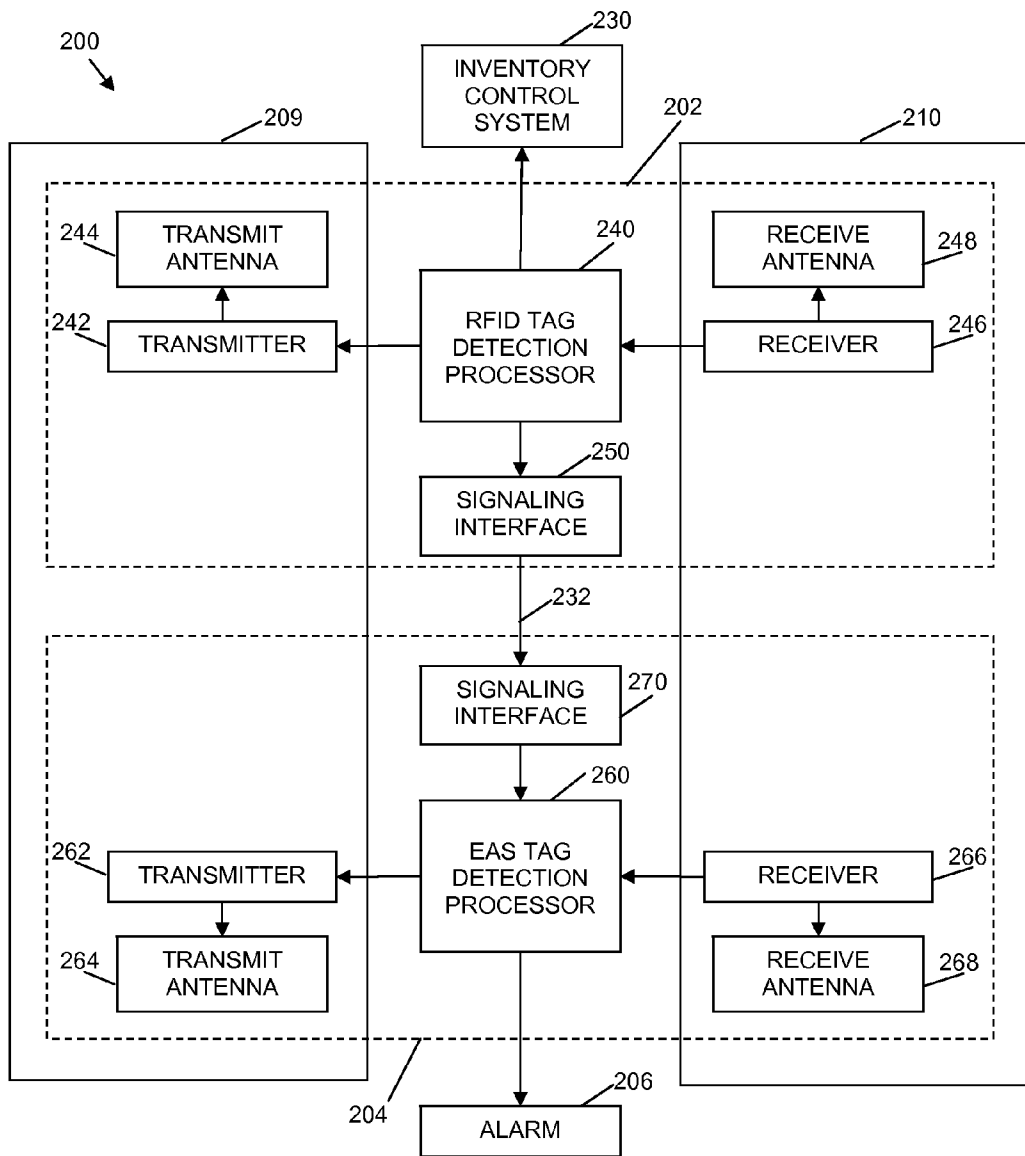 230
200
INVENTORY
CONTROL
SYSTEM
209
202
210
244
TRANSMIT
ANTENNA
240
RECEIVE
ANTENNA
248
242
TRANSMITTER
RFID TAG
DETECTION
PROCESSOR
RECEIVER
246
250
SIGNALING
INTERFACE
232
SIGNALING
INTERFACE
270
260
262
TRANSMITTER
EAS TAG
DETECTION
PROCESSOR
RECEIVER
266
264
TRANSMIT
ANTENNA
RECEIVE
ANTENNA
268
204
206
ALARM